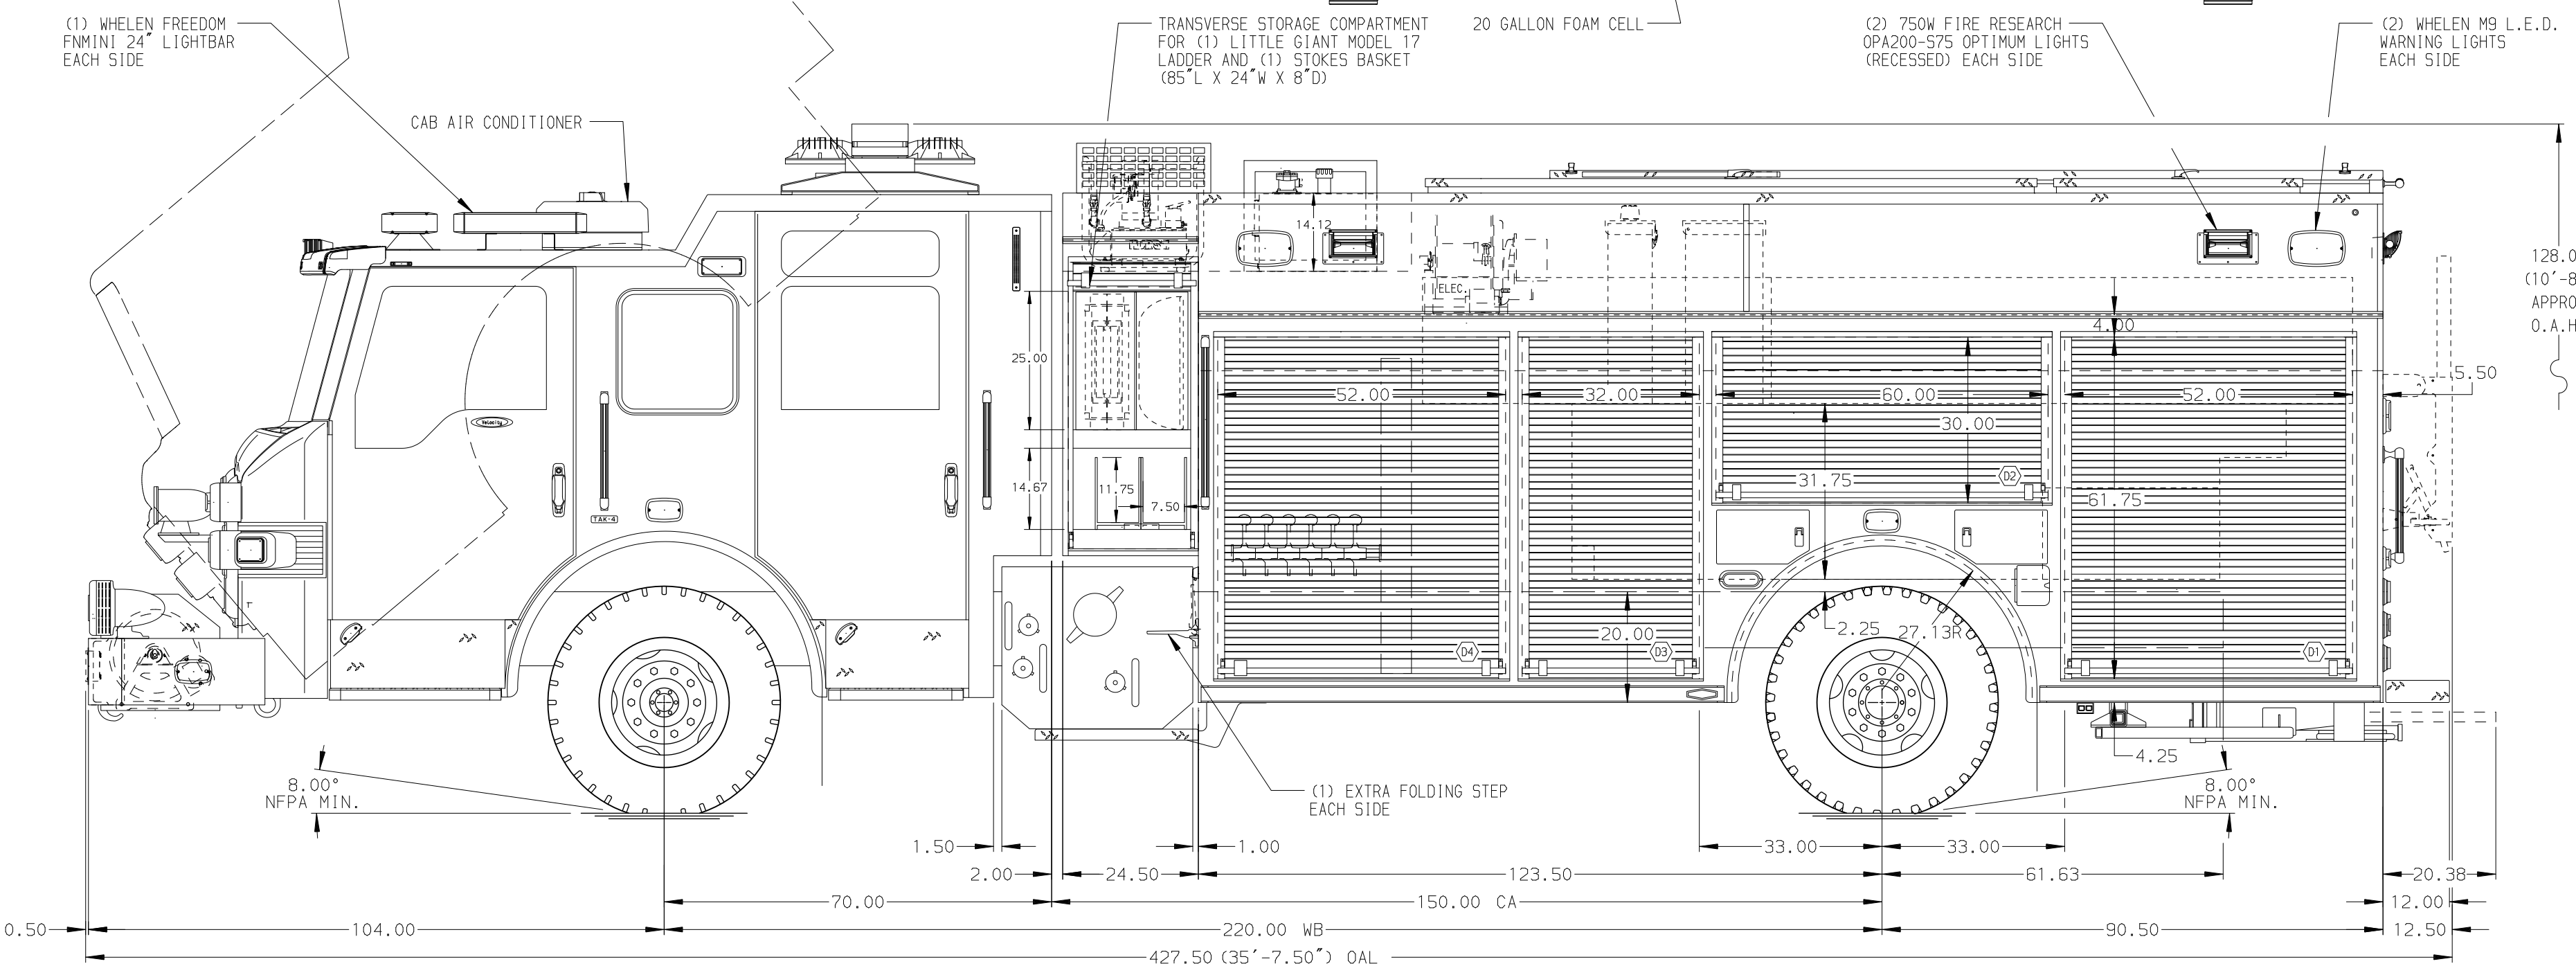 (1) WHELEN FREEDOM
FNMINI 24" LIGHTBAR
EACH SIDE
CAB AIR CONDITIONER
TRANSVERSE STORAGE COMPARTMENT
FOR (1) LITTLE GIANT MODEL 17
LADDER AND (1) STOKES BASKET
(85"L X 24"W X 8"D)
20 GALLON FOAM CELL
(2) 750W FIRE RESEARCH
OPA200-S75 OPTIMUM LIGHTS
(RECESSED) EACH SIDE
(2) WHELEN M9 L.E.D.
WARNING LIGHTS
EACH SIDE
128.0
(10'-8
APPRO
O.A.H
14.12
ELEC.
4.00
25.00
52.00
32.00
60.00
52.00
5.50
30.00
Velocity
14.67
11.75
7.50
31.75
D2
61.75
TAK-4
20.00
2.25
27.13R
D4
D3
D1
4.25
8.00°
NFPA MIN.
(1) EXTRA FOLDING STEP
EACH SIDE
8.00°
NFPA MIN.
1.50
1.00
33.00
33.00
2.00
24.50
123.50
61.63
20.38
70.00
150.00 CA
12.00
0.50
104.00
220.00 WB
90.50
12.50
427.50 (35'-7.50") OAL